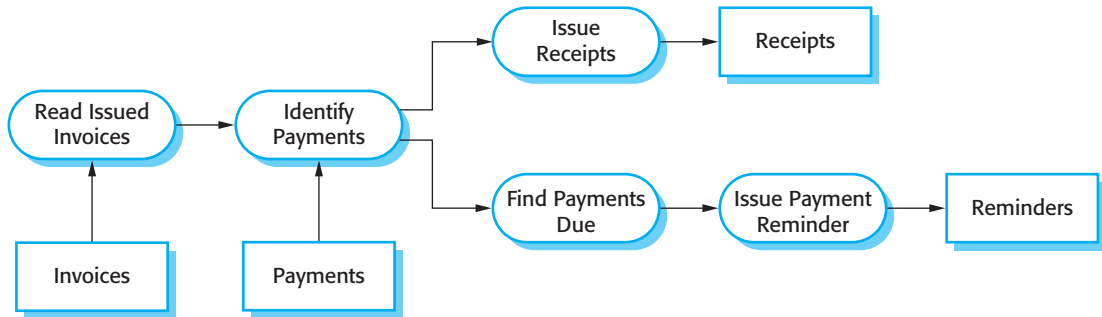 Issue
Receipts
Receipts
Read Issued
Invoices
Identify
Payments
Find Payments
Due
Issue Payment
Reminder
Reminders
Invoices
Payments